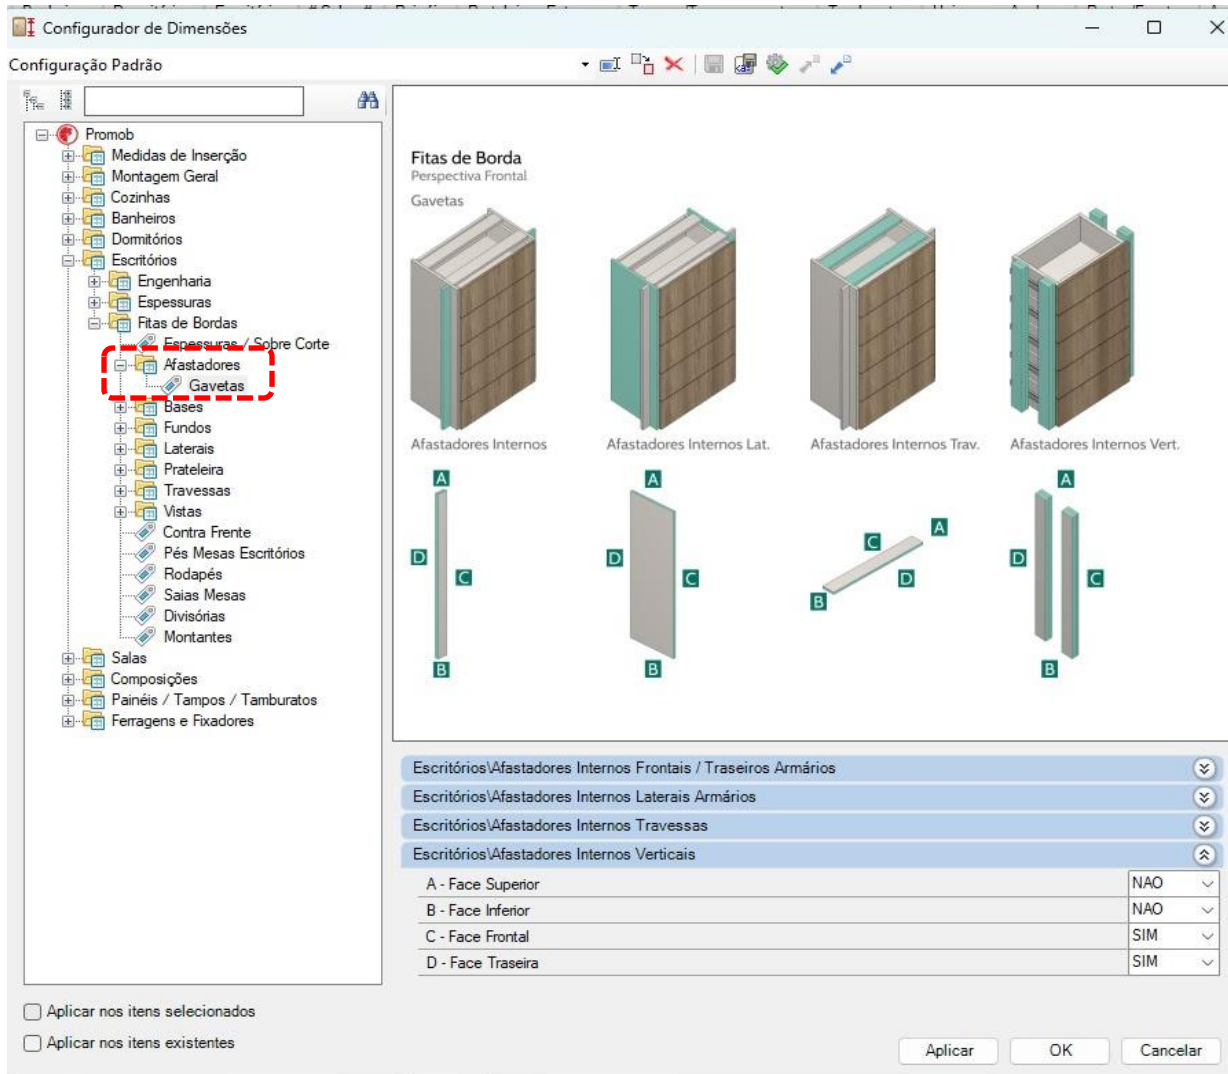 Configurador de Dimensões
Configuração Padrão
Promob
Medidas de Inserção
Montagem Geral
Cozinhas
Banheiros
Dormitórios
Escritórios
Engenharia
Espessuras
Fitas de Bordas
Espessuras / Sobre Corte
Afastadores
Gavetas
Bases
Fundos
Laterais
Prateleira
Travessas
Vistas
Contra Frente
Pés Mesas Escritórios
Rodapés
Saias Mesas
Divisórias
Montantes
Salas
Composições
Painéis / Tampos / Tamburatos
Ferragens e Fixadores
Fitas de Borda
Perspectiva Frontal
Gavetas
Afastadores Internos Afastadores Internos Lat. Afastadores Internos Trav. Afastadores Internos Vert.
A A A A
D C D C C D D C
B B B B
Escritórios\Afastadores Internos Frontais / Traseiros Armários
Escritórios\Afastadores Internos Laterais Armários
Escritórios\Afastadores Internos Travessas
Escritórios\Afastadores Internos Verticais
A - Face Superior NAO
B - Face Inferior NAO
C - Face Frontal SIM
D - Face Traseira SIM
Aplicar nos itens selecionados
Aplicar nos itens existentes
Aplicar OK Cancelar